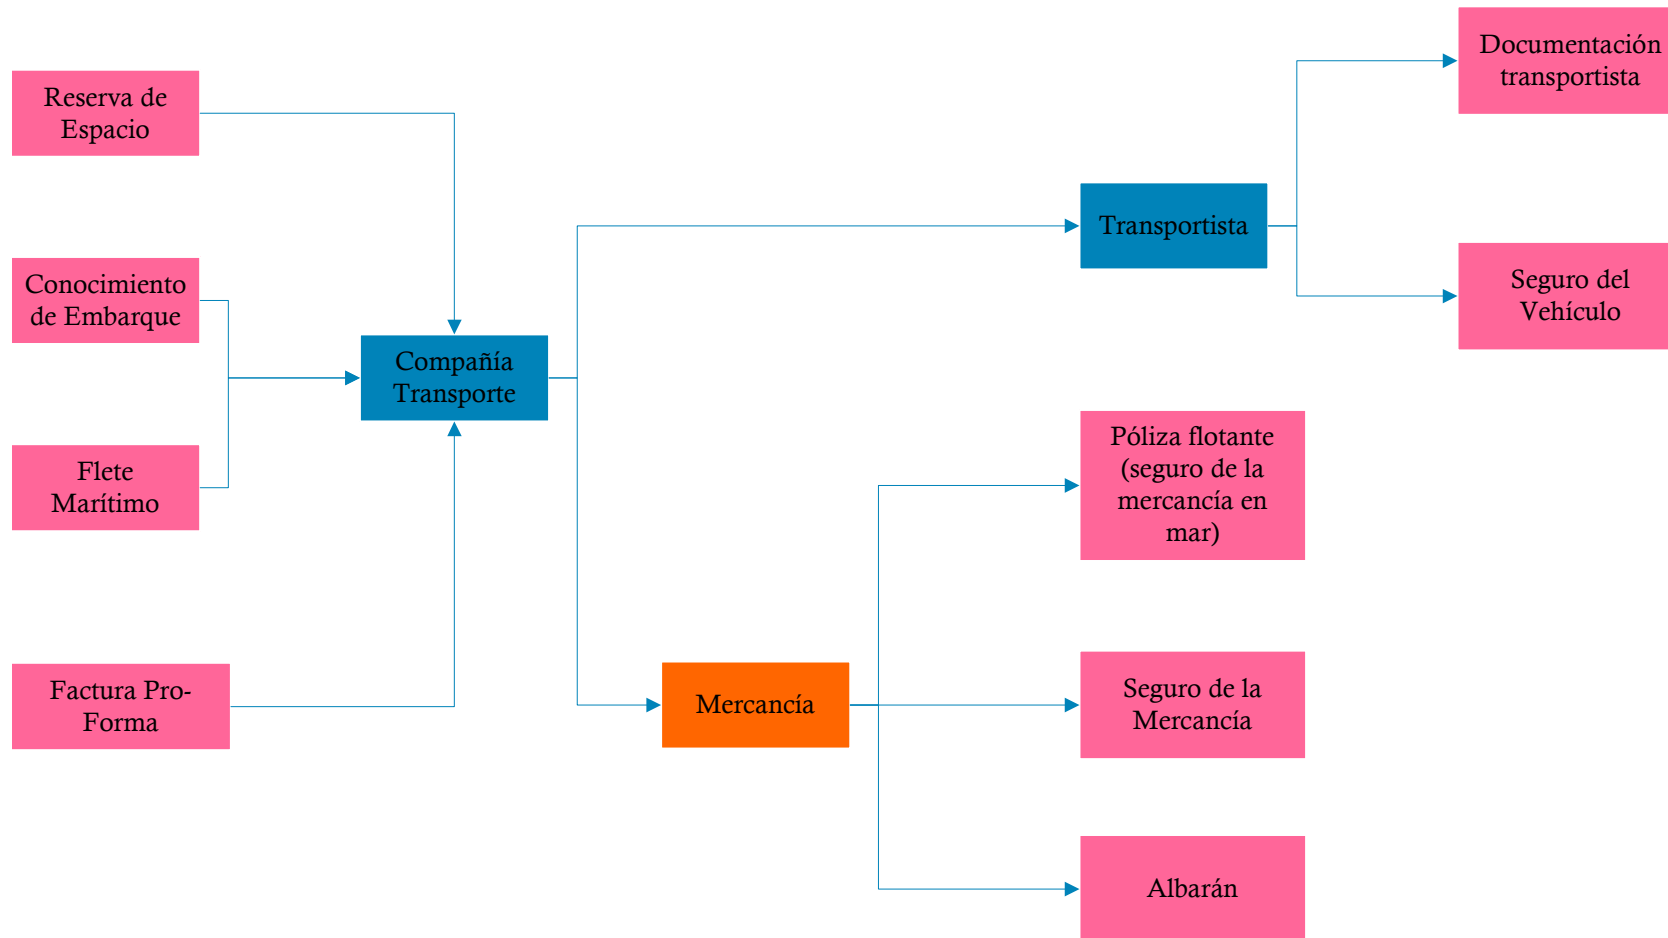 Documentación
transportista
Reserva de
Espacio
Transportista
Conocimiento
de Embarque
Seguro del
Vehículo
Compañía
Transporte
Póliza flotante
(seguro de la
mercancía en
mar)
Flete
Marítimo
Factura Pro-
Forma
Mercancía
Seguro de la
Mercancía
Albarán